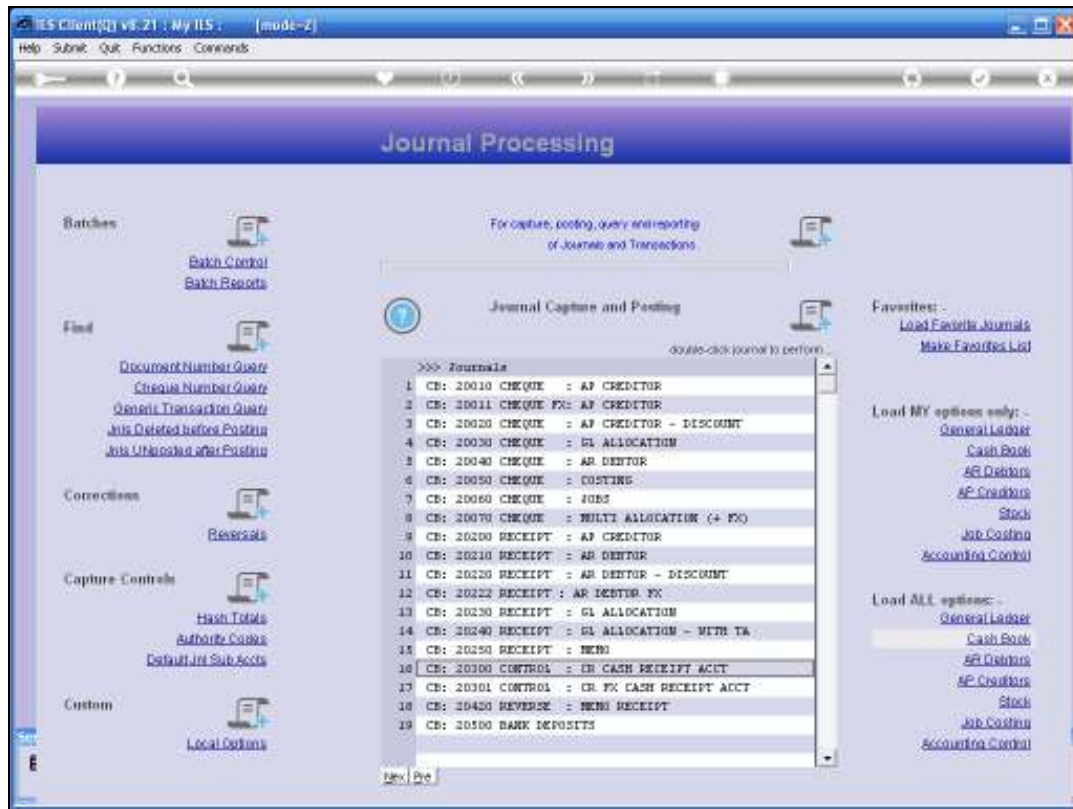 IES Client(Q) v8.21 : My IES : [mode=Z]
Help Submit Quit Functions Commands
Journal Processing
Batches
Batch Control
Batch Reports
Find
Document Number Query
Cheque Number Query
Generic Transaction Query
Jnls Deleted before Posting
Jnls UNposted after Posting
Corrections
Reversals
Capture Controls
Hash Totals
Authority Codes
Default Jnl Sub Accts
Custom
Local Options
For capture, posting, query and reporting
of Journals and Transactions
Journal Capture and Posting
double-click journal to perform ..
>>> Journals
1 CB: 20010 CHEQUE : AP CREDITOR
2 CB: 20011 CHEQUE FX: AP CREDITOR
3 CB: 20020 CHEQUE : AP CREDITOR - DISCOUNT
4 CB: 20030 CHEQUE : GL ALLOCATION
5 CB: 20040 CHEQUE : AR DEBTOR
6 CB: 20050 CHEQUE : COSTING
7 CB: 20060 CHEQUE : JOBS
8 CB: 20070 CHEQUE : MULTI ALLOCATION (+ FX)
9 CB: 20200 RECEIPT : AP CREDITOR
10 CB: 20210 RECEIPT : AR DEBTOR
11 CB: 20220 RECEIPT : AR DEBTOR - DISCOUNT
12 CB: 20222 RECEIPT : AR DEBTOR FX
13 CB: 20230 RECEIPT : GL ALLOCATION
14 CB: 20240 RECEIPT : GL ALLOCATION - WITH TA
15 CB: 20250 RECEIPT : MEMO
16 CB: 20300 CONTROL : CR CASH RECEIPT ACCT
17 CB: 20301 CONTROL : CR FX CASH RECEIPT ACCT
18 CB: 20420 REVERSE : MEMO RECEIPT
19 CB: 20500 BANK DEPOSITS
Nex Pre
Favorites: -
Load Favorite Journals
Make Favorites List
Load MY options only: -
General Ledger
Cash Book
AR Debtors
AP Creditors
Stock
Job Costing
Accounting Control
Load ALL options: -
General Ledger
Cash Book
AR Debtors
AP Creditors
Stock
Job Costing
Accounting Control